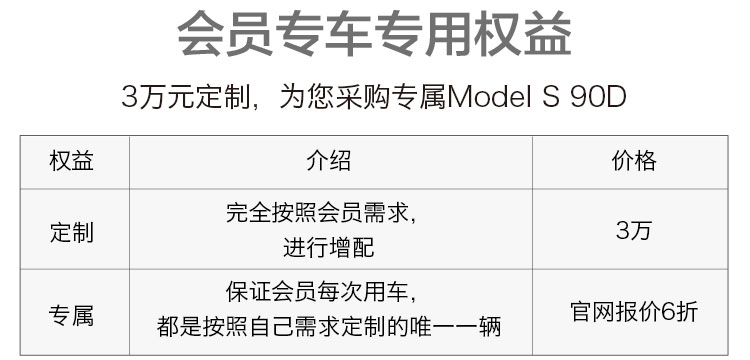 会员专车专用权益
3万元定制，为您采购专属Model S 90D
权益 介绍 价格
定制 完全按照会员需求，
进行增配 3万
专属 保证会员每次用车，
都是按照自己需求定制的唯一一辆 官网报价6折